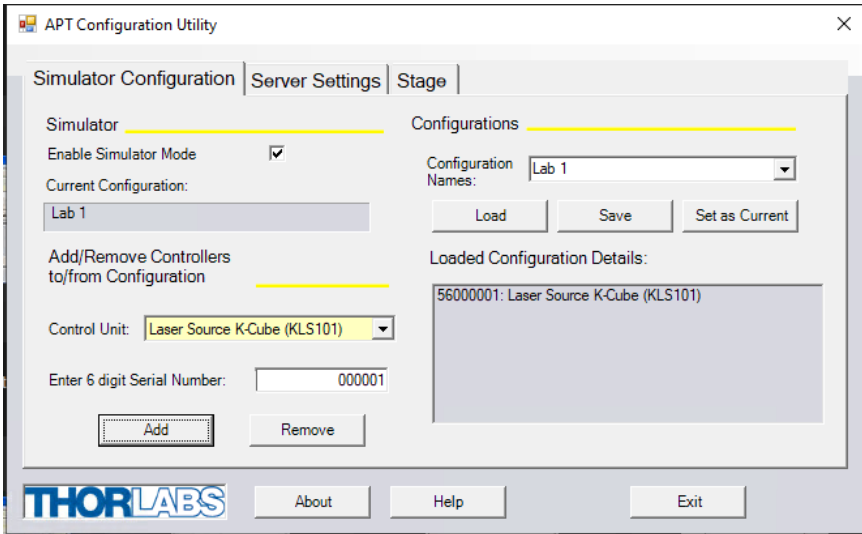 APT Configuration Utility
Simulator Configuration
Server Settings
Stage
Simulator
Enable Simulator Mode
Current Configuration:
Lab 1
Add/Remove Controllers
to/from Configuration
Control Unit: Laser Source K-Cube (KLS101)
Enter 6 digit Serial Number: 000001
Add
Remove
Configurations
Configuration
Names:
Lab 1
Load
Save
Set as Current
Loaded Configuration Details:
56000001: Laser Source K-Cube (KLS101)
THORLABS
About
Help
Exit